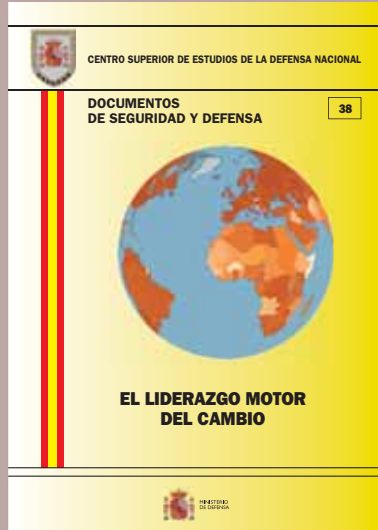 CENTRO SUPERIOR DE ESTUDIOS DE LA DEFENSA NACIONAL
DOCUMENTOS
DE SEGURIDAD Y DEFENSA
38
EL LIDERAZGO MOTOR
DEL CAMBIO
MINISTERIO
DE DEFENSA